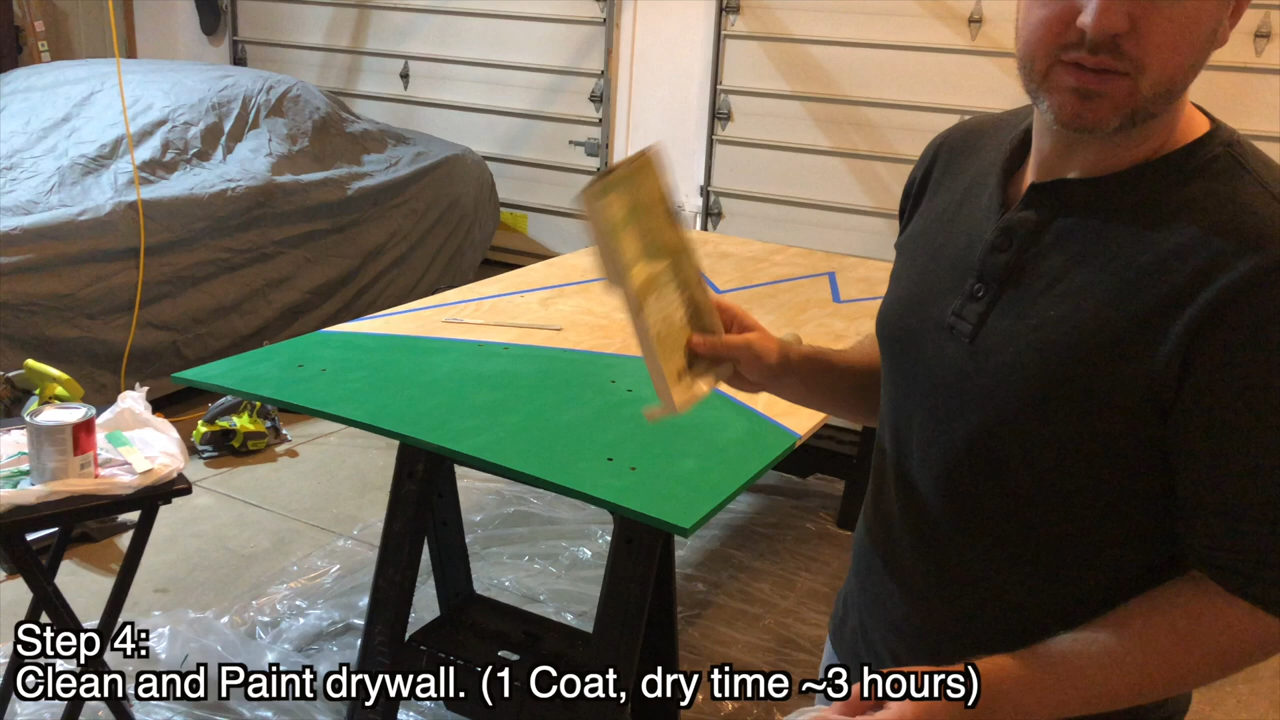 Step 4:
Clean and Paint drywall. (1 Coat, dry time ~3 hours)